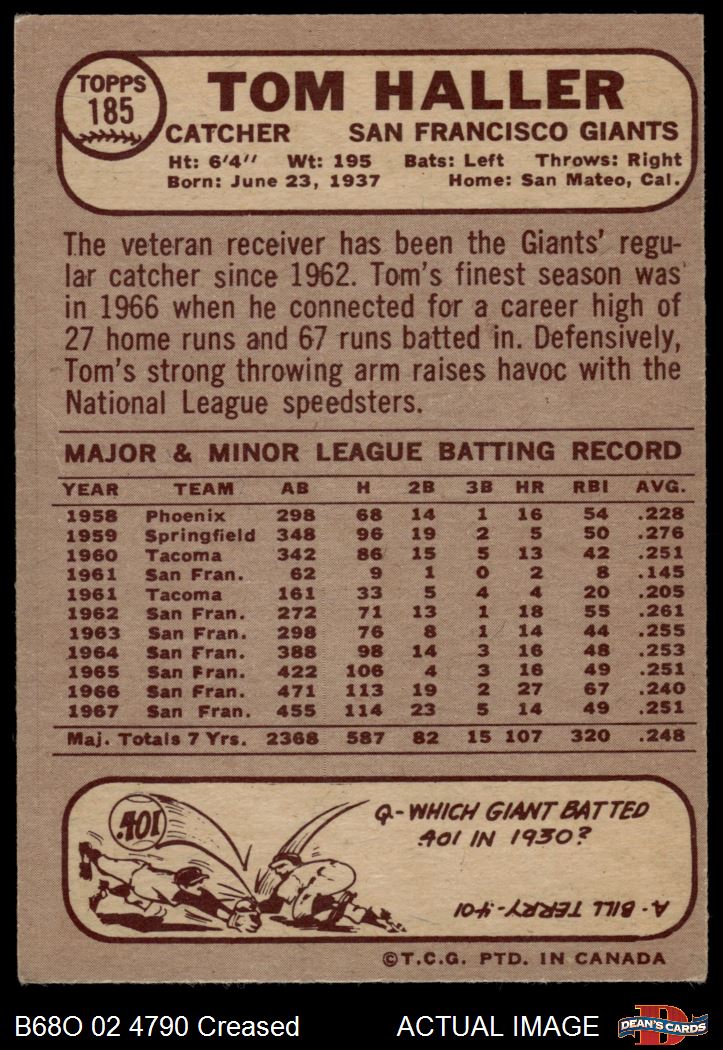 TOPPS
185
TOM HALLER
CATCHER SAN FRANCISCO GIANTS
Ht: 6'4" Wt: 195 Bats: Left Throws: Right
Born: June 23, 1937 Home: San Mateo, Cal.
The veteran receiver has been the Giants' regu-
lar catcher since 1962. Tom's finest season was
in 1966 when he connected for a career high of
27 home runs and 67 runs batted in. Defensively,
Tom's strong throwing arm raises havoc with the
National League speedsters.
MAJOR & MINOR LEAGUE BATTING RECORD
YEAR TEAM AB H 2B 3B HR RBI AVG.
1958 Phoenix 298 68 14 1 16 54 .228
1959 Springfield 348 96 19 2 5 50 .276
1960 Tacoma 342 86 15 5 13 42 .251
1961 San Fran. 62 9 1 0 2 8 .145
1961 Tacoma 161 33 5 4 4 20 .205
1962 San Fran. 272 71 13 1 18 55 .261
1963 San Fran. 298 76 8 1 14 44 .255
1964 San Fran. 388 98 14 3 16 48 .253
1965 San Fran. 422 106 4 3 16 49 .251
1966 San Fran. 471 113 19 2 27 67 .240
1967 San Fran. 455 114 23 5 14 49 .251
Maj. Totals 7 Yrs. 2368 587 82 15 107 320 .248
.401
Q-WHICH GIANT BATTED
.401 IN 1930?
A-BILL TERRY-.401
©T.C.G. PTD. IN CANADA
B68O 02 4790 Creased ACTUAL IMAGE
D
DEAN'S CARDS